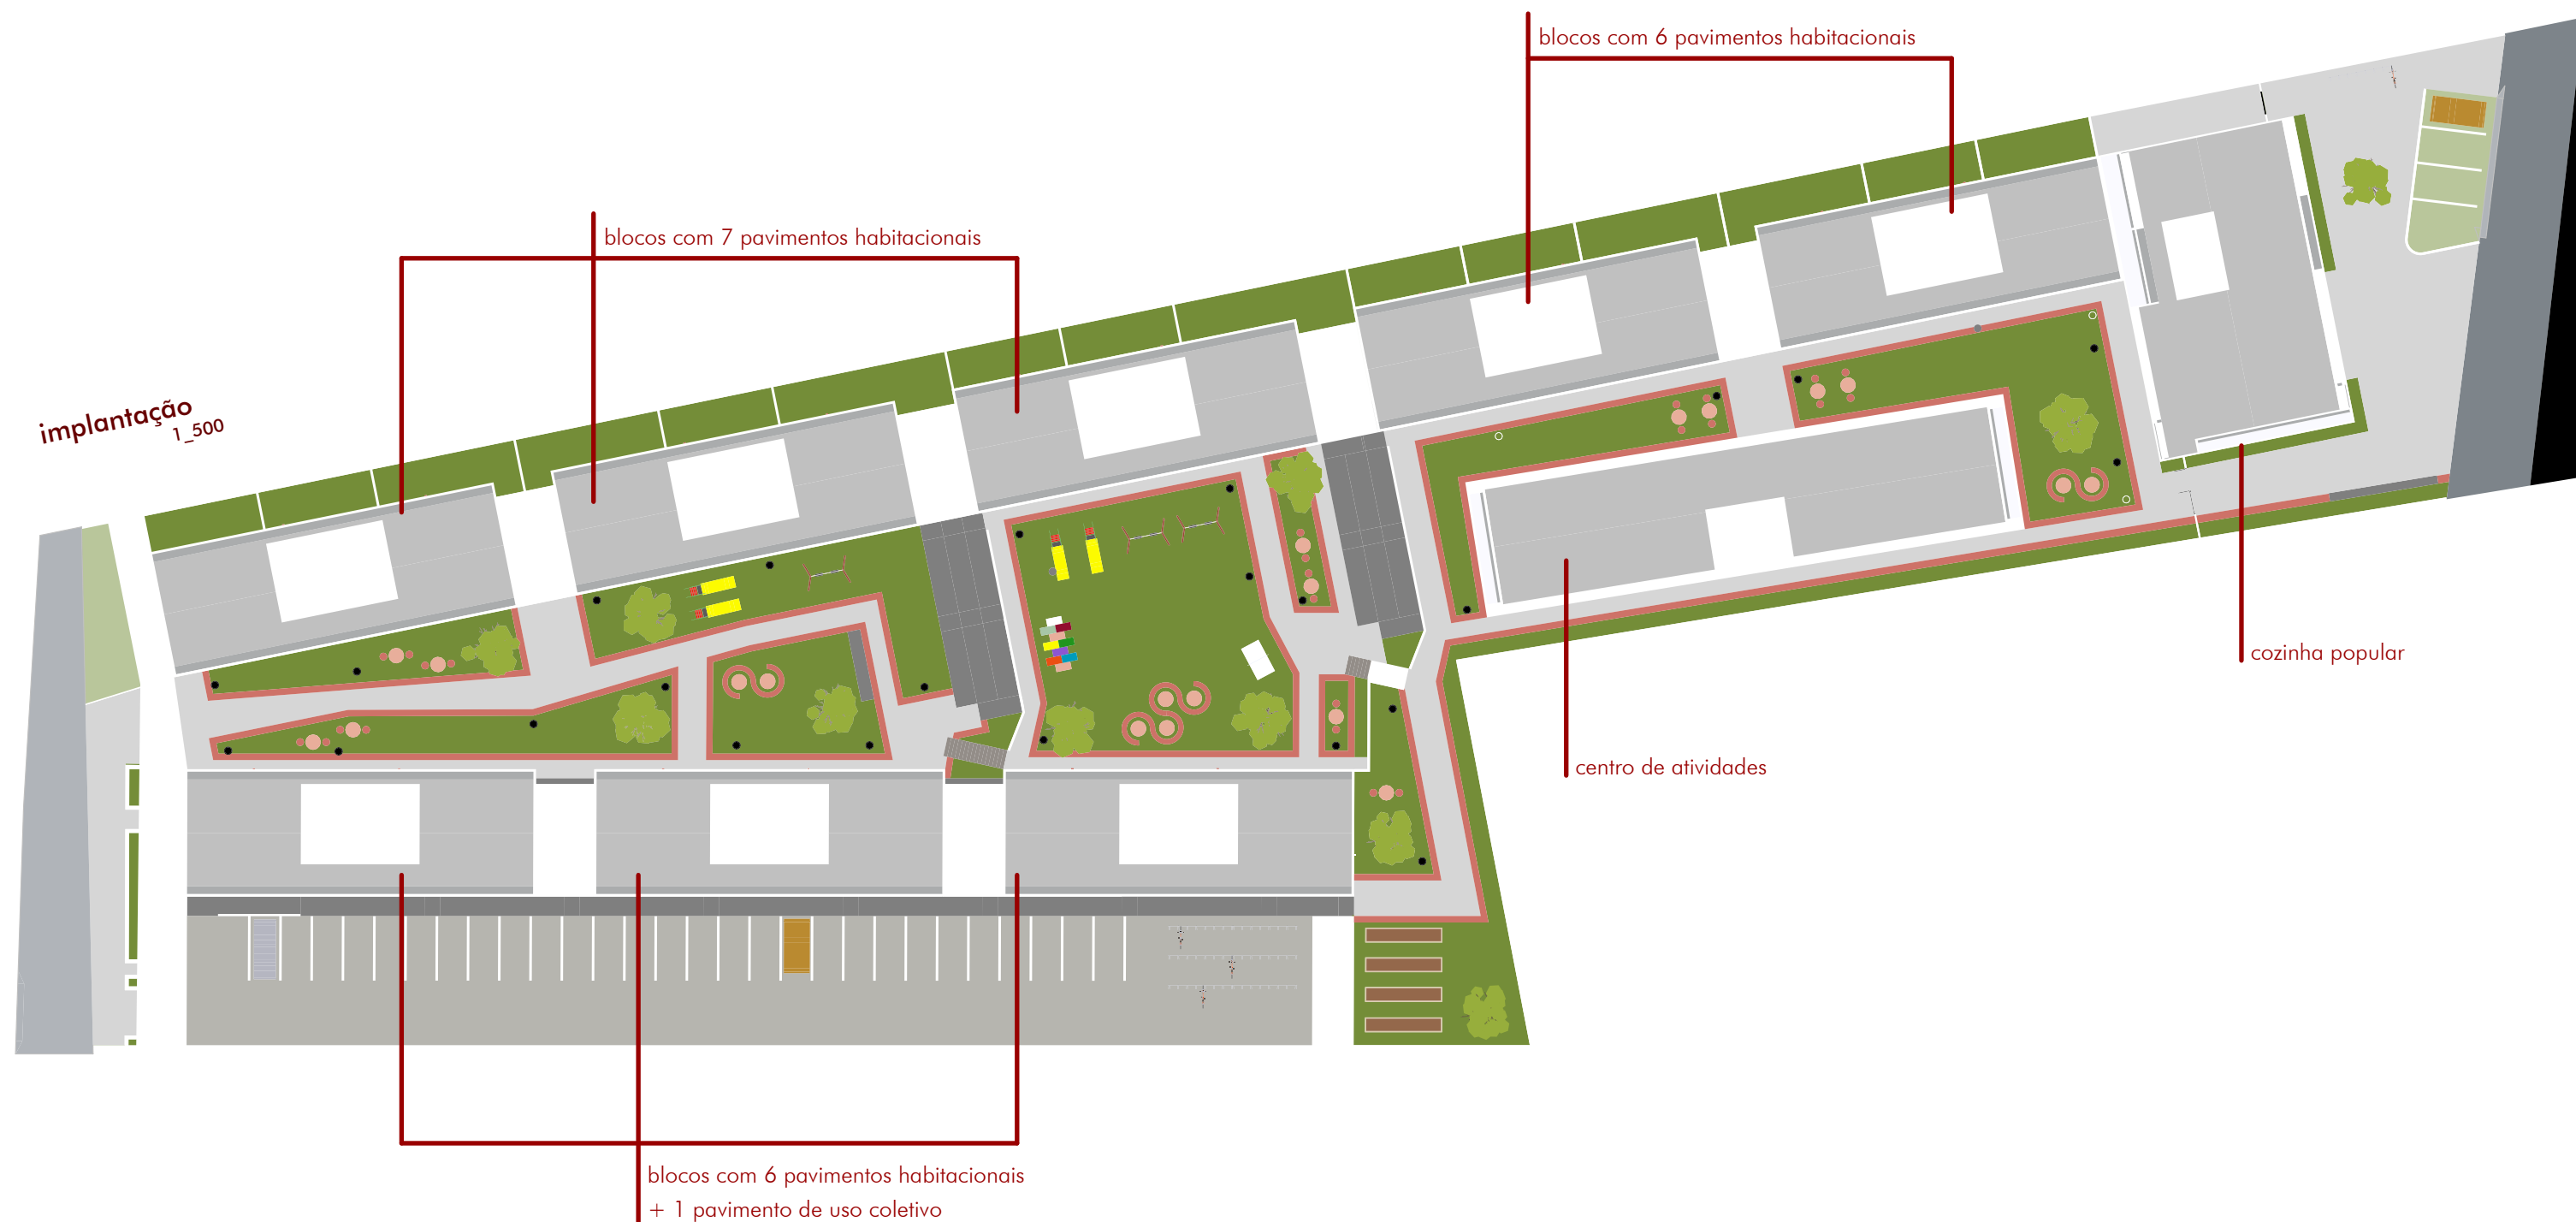 blocos com 6 pavimentos habitacionais
blocos com 7 pavimentos habitacionais
implantação
1_500
cozinha popular
centro de atividades
blocos com 6 pavimentos habitacionais
+ 1 pavimento de uso coletivo